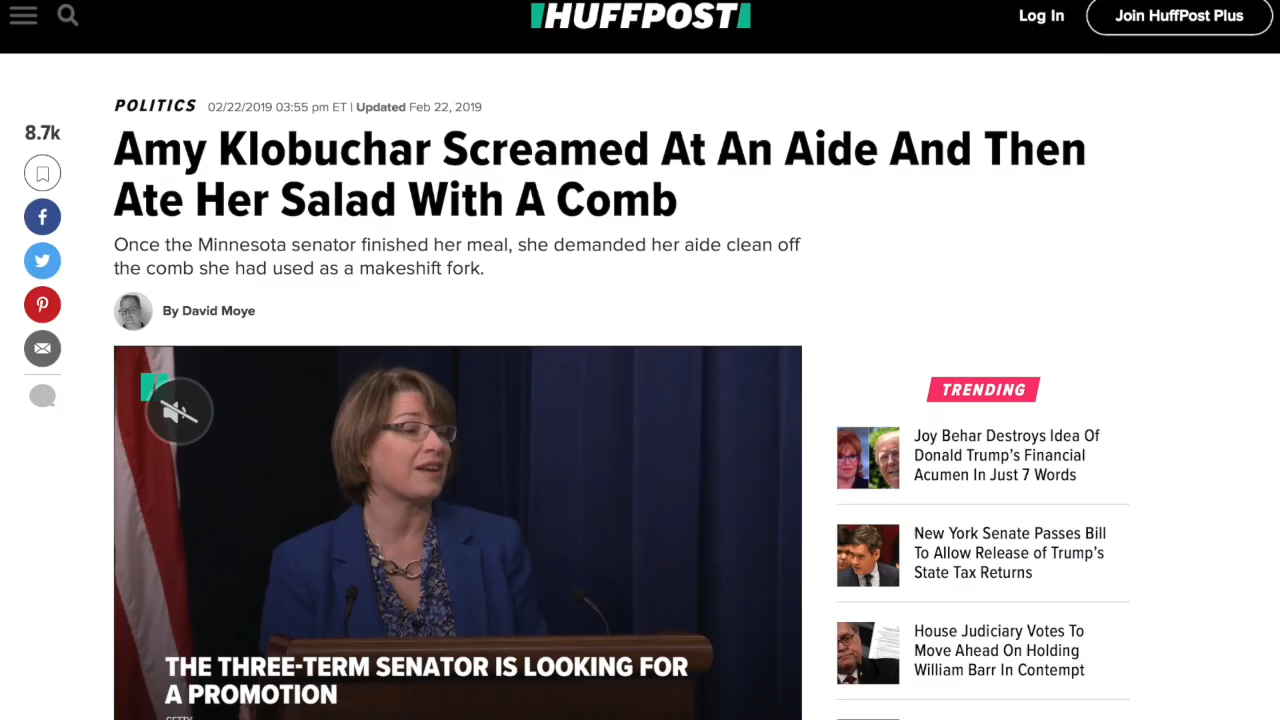 HUFFPOST
Log In
Join HuffPost Plus
POLITICS 02/22/2019 03:55 pm ET | Updated Feb 22, 2019
8.7k
Amy Klobuchar Screamed At An Aide And Then
Ate Her Salad With A Comb
Once the Minnesota senator finished her meal, she demanded her aide clean off
the comb she had used as a makeshift fork.
By David Moye
THE THREE-TERM SENATOR IS LOOKING FOR
A PROMOTION
GETTY
TRENDING
Joy Behar Destroys Idea Of
Donald Trump's Financial
Acumen In Just 7 Words
New York Senate Passes Bill
To Allow Release of Trump's
State Tax Returns
House Judiciary Votes To
Move Ahead On Holding
William Barr In Contempt